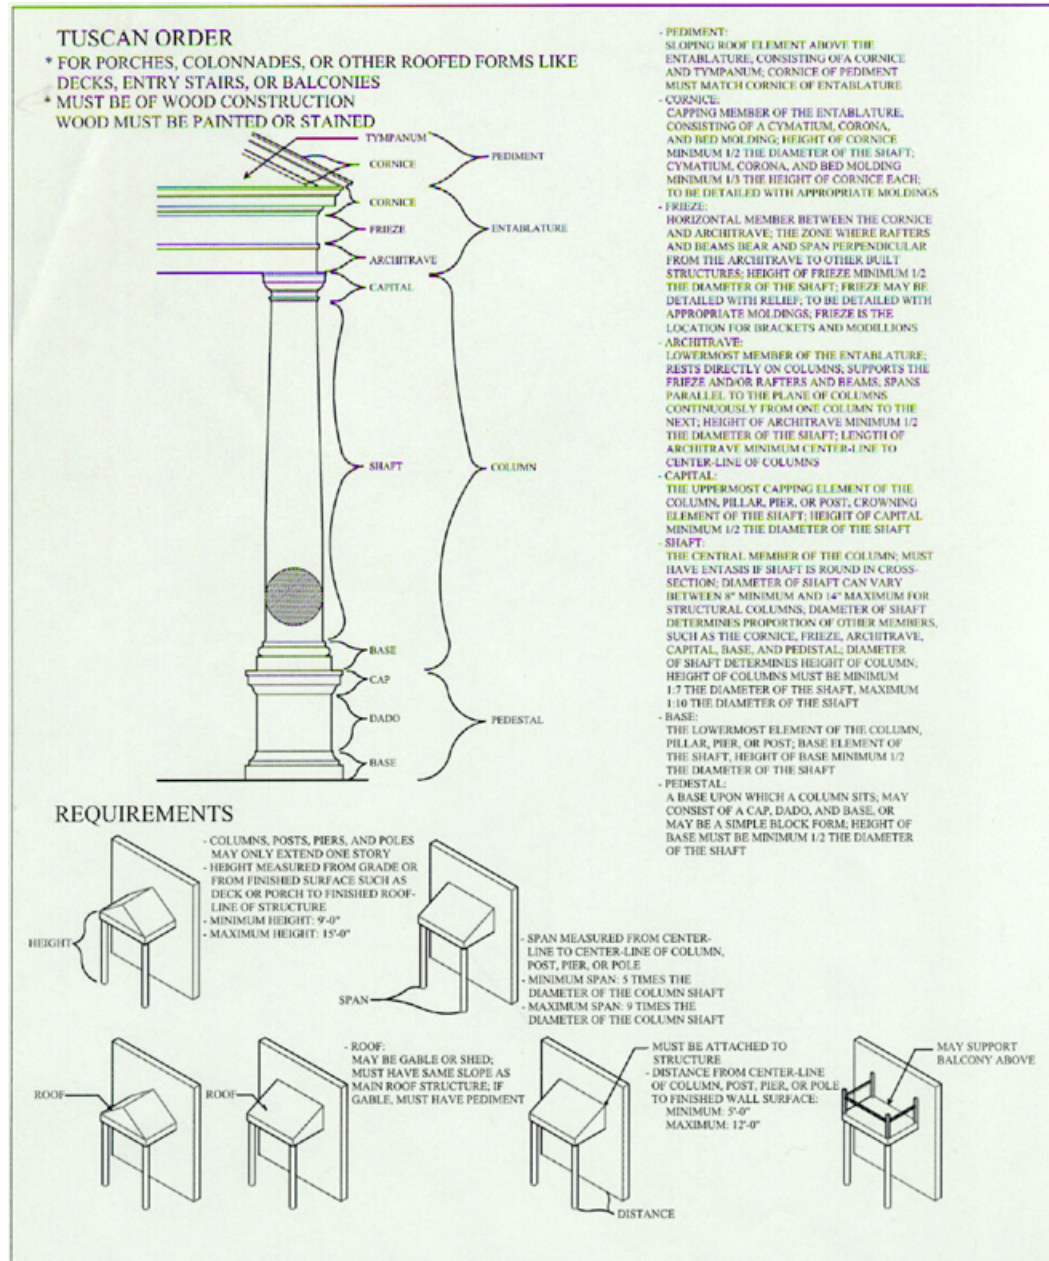 TUSCAN ORDER
* FOR PORCHES, COLONNADES, OR OTHER ROOFED FORMS LIKE
DECKS, ENTRY STAIRS, OR BALCONIES
* MUST BE OF WOOD CONSTRUCTION
WOOD MUST BE PAINTED OR STAINED
TYMPANUM
CORNICE
PEDIMENT
CORNICE
FRIEZE
ENTABLATURE
ARCHITRAVE
CAPITAL
SHAFT
COLUMN
BASE
CAP
DADO
PEDESTAL
BASE
- PEDIMENT:
SLOPING ROOF ELEMENT ABOVE THE
ENTABLATURE, CONSISTING OF A CORNICE
AND TYMPANUM; CORNICE OF PEDIMENT
MUST MATCH CORNICE OF ENTABLATURE
- CORNICE:
CAPPING MEMBER OF THE ENTABLATURE,
CONSISTING OF A CYMATIUM, CORONA,
AND BED MOLDING; HEIGHT OF CORNICE
MINIMUM 1/2 THE DIAMETER OF THE SHAFT;
CYMATIUM, CORONA, AND BED MOLDING
MINIMUM 1/3 THE HEIGHT OF CORNICE EACH;
TO BE DETAILED WITH APPROPRIATE MOLDINGS
- FRIEZE:
HORIZONTAL MEMBER BETWEEN THE CORNICE
AND ARCHITRAVE; THE ZONE WHERE RAFTERS
AND BEAMS BEAR AND SPAN PERPENDICULAR
FROM THE ARCHITRAVE TO OTHER BUILT
STRUCTURES; HEIGHT OF FRIEZE MINIMUM 1/2
THE DIAMETER OF THE SHAFT; FRIEZE MAY BE
DETAILED WITH RELIEF; TO BE DETAILED WITH
APPROPRIATE MOLDINGS; FRIEZE IS THE
LOCATION FOR BRACKETS AND MODILLIONS
- ARCHITRAVE:
LOWERMOST MEMBER OF THE ENTABLATURE;
RESTS DIRECTLY ON COLUMNS; SUPPORTS THE
FRIEZE AND/OR RAFTERS AND BEAMS; SPANS
PARALLEL TO THE PLANE OF COLUMNS
CONTINUOUSLY FROM ONE COLUMN TO THE
NEXT; HEIGHT OF ARCHITRAVE MINIMUM 1/2
THE DIAMETER OF THE SHAFT; LENGTH OF
ARCHITRAVE MINIMUM CENTER-LINE TO
CENTER-LINE OF COLUMNS
- CAPITAL:
THE UPPERMOST CAPPING ELEMENT OF THE
COLUMN, PILLAR, PIER, OR POST; CROWNING
ELEMENT OF THE SHAFT; HEIGHT OF CAPITAL
MINIMUM 1/2 THE DIAMETER OF THE SHAFT
- SHAFT:
THE CENTRAL MEMBER OF THE COLUMN; MUST
HAVE ENTASIS IF SHAFT IS ROUND IN CROSS-
SECTION; DIAMETER OF SHAFT CAN VARY
BETWEEN 8" MINIMUM AND 14" MAXIMUM FOR
STRUCTURAL COLUMNS; DIAMETER OF SHAFT
DETERMINES PROPORTION OF OTHER MEMBERS,
SUCH AS THE CORNICE, FRIEZE, ARCHITRAVE,
CAPITAL, BASE, AND PEDISTAL; DIAMETER
OF SHAFT DETERMINES HEIGHT OF COLUMN;
HEIGHT OF COLUMNS MUST BE MINIMUM
1:7 THE DIAMETER OF THE SHAFT, MAXIMUM
1:10 THE DIAMETER OF THE SHAFT
- BASE:
THE LOWERMOST ELEMENT OF THE COLUMN,
PILLAR, PIER, OR POST; BASE ELEMENT OF
THE SHAFT, HEIGHT OF BASE MINIMUM 1/2
THE DIAMETER OF THE SHAFT
- PEDESTAL:
A BASE UPON WHICH A COLUMN SITS; MAY
CONSIST OF A CAP, DADO, AND BASE, OR
MAY BE A SIMPLE BLOCK FORM; HEIGHT OF
BASE MUST BE MINIMUM 1/2 THE DIAMETER
OF THE SHAFT
REQUIREMENTS
- COLUMNS, POSTS, PIERS, AND POLES
MAY ONLY EXTEND ONE STORY
- HEIGHT MEASURED FROM GRADE OR
FROM FINISHED SURFACE SUCH AS
DECK OR PORCH TO FINISHED ROOF-
LINE OF STRUCTURE
- MINIMUM HEIGHT: 9'-0"
- MAXIMUM HEIGHT: 15'-0"
HEIGHT
- SPAN MEASURED FROM CENTER-
LINE TO CENTER-LINE OF COLUMN,
POST, PIER, OR POLE
- MINIMUM SPAN: 5 TIMES THE
DIAMETER OF THE COLUMN SHAFT
- MAXIMUM SPAN: 9 TIMES THE
DIAMETER OF THE COLUMN SHAFT
SPAN
ROOF
ROOF
- ROOF:
MAY BE GABLE OR SHED;
MUST HAVE SAME SLOPE AS
MAIN ROOF STRUCTURE; IF
GABLE, MUST HAVE PEDIMENT
- MUST BE ATTACHED TO
STRUCTURE
- DISTANCE FROM CENTER-LINE
OF COLUMN, POST, PIER, OR POLE
TO FINISHED WALL SURFACE:
MINIMUM: 5'-0"
MAXIMUM: 12'-0"
DISTANCE
MAY SUPPORT
BALCONY ABOVE